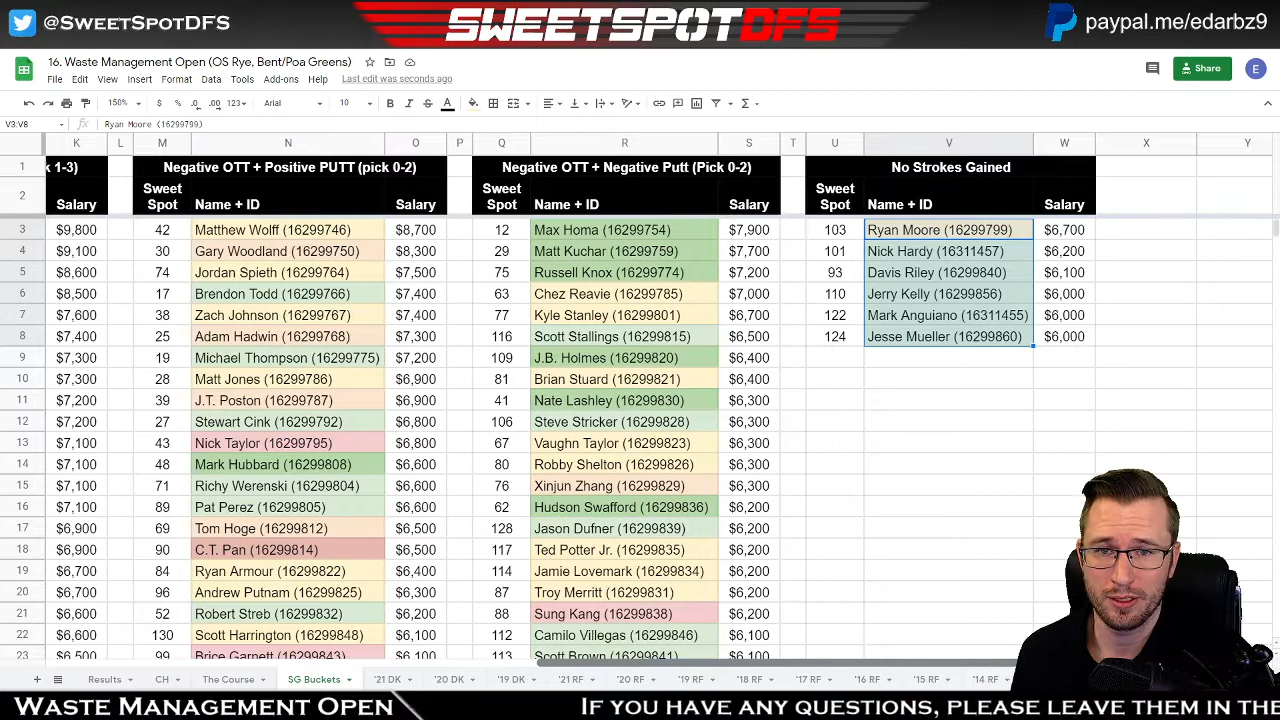 @SWEETSPOTDFS
SWEETSPOTDFS
paypal.me/edarbz9
16. Waste Management Open (OS Rye, Bent/Poa Greens)
File Edit View Insert Format Data Tools Add-ons Help Last edit was seconds ago
Share
E
150% $ % .0 .00 123 Arial 10
V3:V8 Ryan Moore (16299799)
K L M N O P Q R S T U V W X Y
1 k 1-3) Negative OTT + Positive PUTT (pick 0-2) Negative OTT + Negative Putt (Pick 0-2) No Strokes Gained
2 Salary Sweet Spot Name + ID Salary Sweet Spot Name + ID Salary Sweet Spot Name + ID Salary
3 $9,800 42 Matthew Wolff (16299746) $8,700 12 Max Homa (16299754) $7,900 103 Ryan Moore (16299799) $6,700
4 $9,100 30 Gary Woodland (16299750) $8,300 29 Matt Kuchar (16299759) $7,700 101 Nick Hardy (16311457) $6,200
5 $8,600 74 Jordan Spieth (16299764) $7,500 75 Russell Knox (16299774) $7,200 93 Davis Riley (16299840) $6,100
6 $8,500 17 Brendon Todd (16299766) $7,400 63 Chez Reavie (16299785) $7,000 110 Jerry Kelly (16299856) $6,000
7 $7,600 38 Zach Johnson (16299767) $7,400 77 Kyle Stanley (16299801) $6,700 122 Mark Anguiano (16311455) $6,000
8 $7,400 25 Adam Hadwin (16299768) $7,300 116 Scott Stallings (16299815) $6,500 124 Jesse Mueller (16299860) $6,000
9 $7,300 19 Michael Thompson (16299775) $7,200 109 J.B. Holmes (16299820) $6,400
10 $7,300 28 Matt Jones (16299786) $6,900 81 Brian Stuard (16299821) $6,400
11 $7,200 39 J.T. Poston (16299787) $6,900 41 Nate Lashley (16299830) $6,300
12 $7,200 27 Stewart Cink (16299792) $6,800 106 Steve Stricker (16299828) $6,300
13 $7,100 43 Nick Taylor (16299795) $6,800 67 Vaughn Taylor (16299823) $6,300
14 $7,100 48 Mark Hubbard (16299808) $6,600 80 Robby Shelton (16299826) $6,300
15 $7,100 71 Richy Werenski (16299804) $6,600 76 Xinjun Zhang (16299829) $6,300
16 $7,100 89 Pat Perez (16299805) $6,600 62 Hudson Swafford (16299836) $6,200
17 $6,900 69 Tom Hoge (16299812) $6,500 128 Jason Dufner (16299839) $6,200
18 $6,900 90 C.T. Pan (16299814) $6,500 117 Ted Potter Jr. (16299835) $6,200
19 $6,900 84 Ryan Armour (16299822) $6,400 114 Jamie Lovemark (16299834) $6,200
20 $6,700 96 Andrew Putnam (16299825) $6,300 87 Troy Merritt (16299831) $6,200
21 $6,600 52 Robert Streb (16299832) $6,200 88 Sung Kang (16299838) $6,200
22 $6,600 130 Scott Harrington (16299848) $6,100 112 Camilo Villegas (16299846) $6,100
23 $6,500 99 Brice Garnett (16299843) $6,100 113 Scott Brown (16299841) $6,100
Results CH The Course SG Buckets '21 DK '20 DK '19 DK '21 RF '20 RF '19 RF '18 RF '17 RF '16 RF '15 RF '14 RF
WASTE MANAGEMENT OPEN IF YOU HAVE ANY QUESTIONS, PLEASE LEAVE THEM IN THE